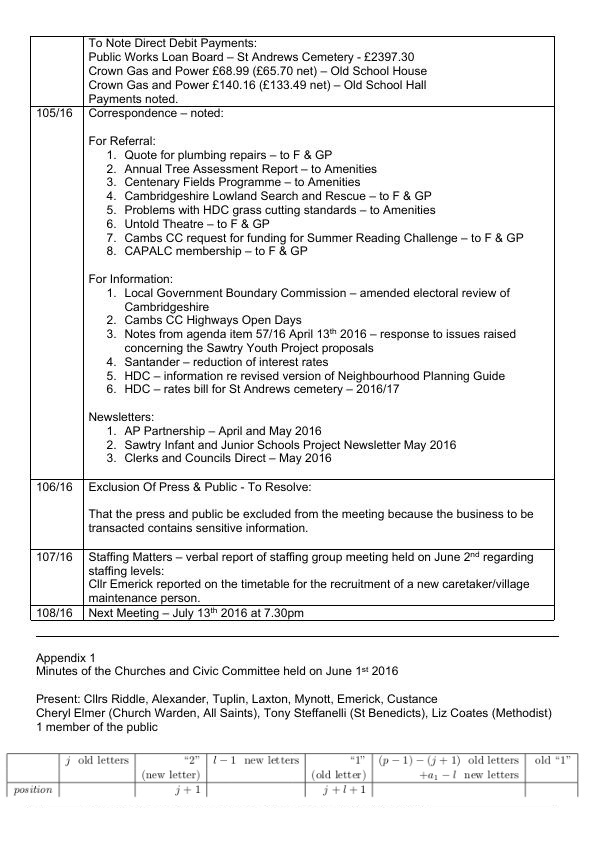 To Note Direct Debit Payments:
Public Works Loan Board – St Andrews Cemetery - £2397.30
Crown Gas and Power £68.99 (£65.70 net) – Old School House
Crown Gas and Power £140.16 (£133.49 net) – Old School Hall
Payments noted.
105/16 Correspondence – noted:
For Referral:
1. Quote for plumbing repairs – to F & GP
2. Annual Tree Assessment Report – to Amenities
3. Centenary Fields Programme – to Amenities
4. Cambridgeshire Lowland Search and Rescue – to F & GP
5. Problems with HDC grass cutting standards – to Amenities
6. Untold Theatre – to F & GP
7. Cambs CC request for funding for Summer Reading Challenge – to F & GP
8. CAPALC membership – to F & GP
For Information:
1. Local Government Boundary Commission – amended electoral review of
Cambridgeshire
2. Cambs CC Highways Open Days
3. Notes from agenda item 57/16 April 13th 2016 – response to issues raised
concerning the Sawtry Youth Project proposals
4. Santander – reduction of interest rates
5. HDC – information re revised version of Neighbourhood Planning Guide
6. HDC – rates bill for St Andrews cemetery – 2016/17
Newsletters:
1. AP Partnership – April and May 2016
2. Sawtry Infant and Junior Schools Project Newsletter May 2016
3. Clerks and Councils Direct – May 2016
106/16 Exclusion Of Press & Public - To Resolve:
That the press and public be excluded from the meeting because the business to be
transacted contains sensitive information.
107/16 Staffing Matters – verbal report of staffing group meeting held on June 2nd regarding
staffing levels:
Cllr Emerick reported on the timetable for the recruitment of a new caretaker/village
maintenance person.
108/16 Next Meeting – July 13th 2016 at 7.30pm
Appendix 1
Minutes of the Churches and Civic Committee held on June 1st 2016
Present: Cllrs Riddle, Alexander, Tuplin, Laxton, Mynott, Emerick, Custance
Cheryl Elmer (Church Warden, All Saints), Tony Steffanelli (St Benedicts), Liz Coates (Methodist)
1 member of the public
j old letters “2” l − 1 new letters “1” (p − 1) − (j + 1) old letters old “1”
(new letter) (old letter) +a₁ − l new letters
position j + 1 j + l + 1